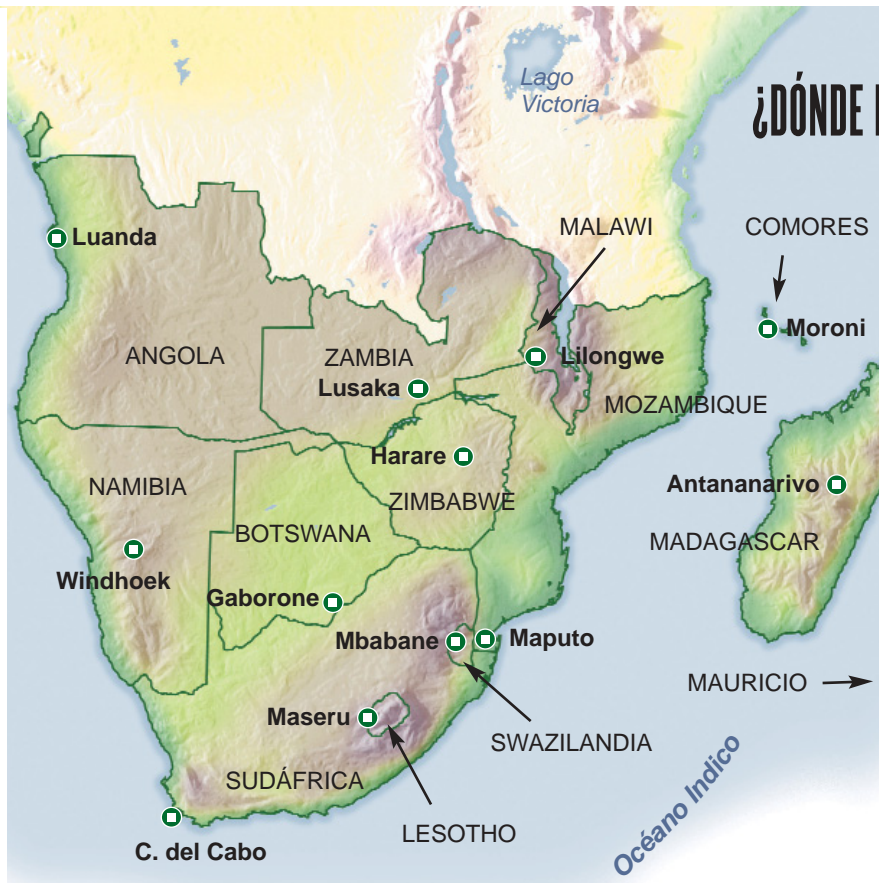 Lago
Victoria
¿DÓNDE
MALAWI
COMORES
Luanda
Moroni
ANGOLA
ZAMBIA
Lilongwe
Lusaka
MOZAMBIQUE
Harare
NAMIBIA
ZIMBABWE
Antananarivo
BOTSWANA
MADAGASCAR
Windhoek
Gaborone
Mbabane
Maputo
MAURICIO
Maseru
SWAZILANDIA
SUDÁFRICA
LESOTHO
Océano Indico
C. del Cabo